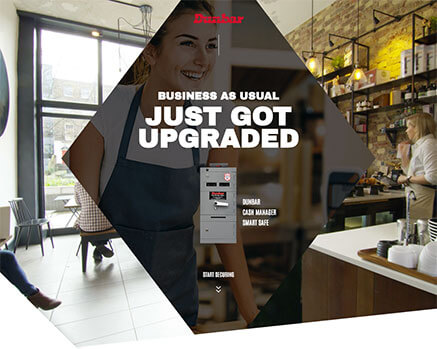 Dunbar
BUSINESS AS USUAL
JUST GOT
UPGRADED
DUNBAR
CASH MANAGER
SMART SAFE
START SECURING